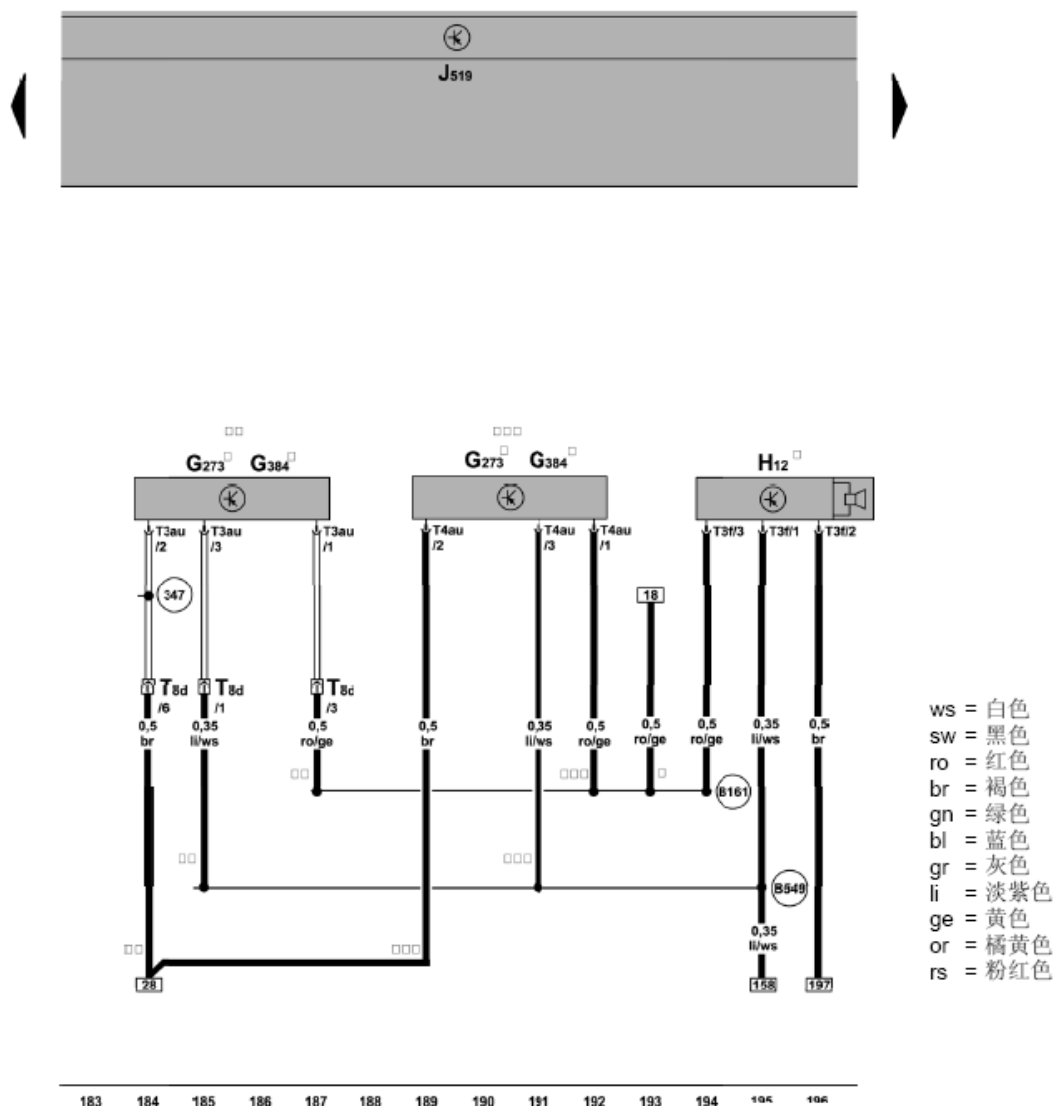 J519
G273 G384
G273 G384
H12
T3au
/2
T3au
/3
T3au
/1
T4au
/2
T4au
/3
T4au
/1
T3f/3
T3f/1
T3f/2
347
18
T8d
/6
T8d
/1
T8d
/3
0,5
br
0,35
li/ws
0,5
ro/ge
0,5
br
0,35
li/ws
0,5
ro/ge
0,5
ro/ge
0,5
ro/ge
0,35
li/ws
0,5
br
B161
B549
0,35
li/ws
28
158
197
ws = 白色
sw = 黑色
ro = 红色
br = 褐色
gn = 绿色
bl = 蓝色
gr = 灰色
li = 淡紫色
ge = 黄色
or = 橘黄色
rs = 粉红色
183 184 185 186 187 188 189 190 191 192 193 194 195 196